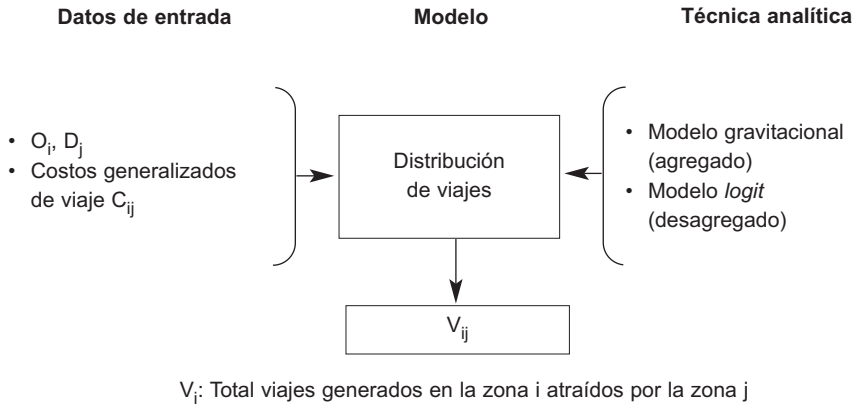 Datos de entrada
Modelo
Técnica analítica
• O_i, D_j
• Costos generalizados
de viaje C_ij
Distribución
de viajes
• Modelo gravitacional
(agregado)
• Modelo logit
(desagregado)
V_ij
V_i: Total viajes generados en la zona i atraídos por la zona j